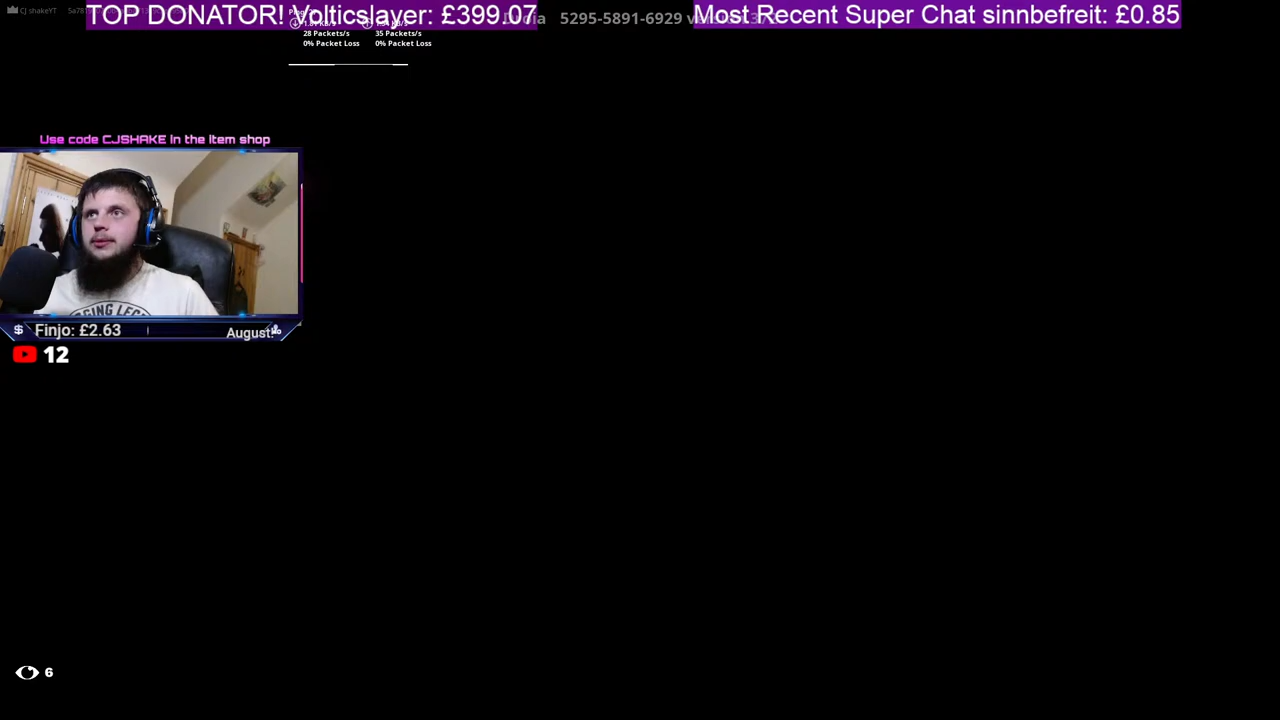 CJ shakeYT
TOP DONATOR! Volticslayer: £399.07
5295-5891-6929
Most Recent Super Chat sinnbefreit: £0.85
28 Packets/s 35 Packets/s
0% Packet Loss 0% Packet Loss
Use code CJSHAKE in the item shop
$ Finjo: £2.63
August!
12
6